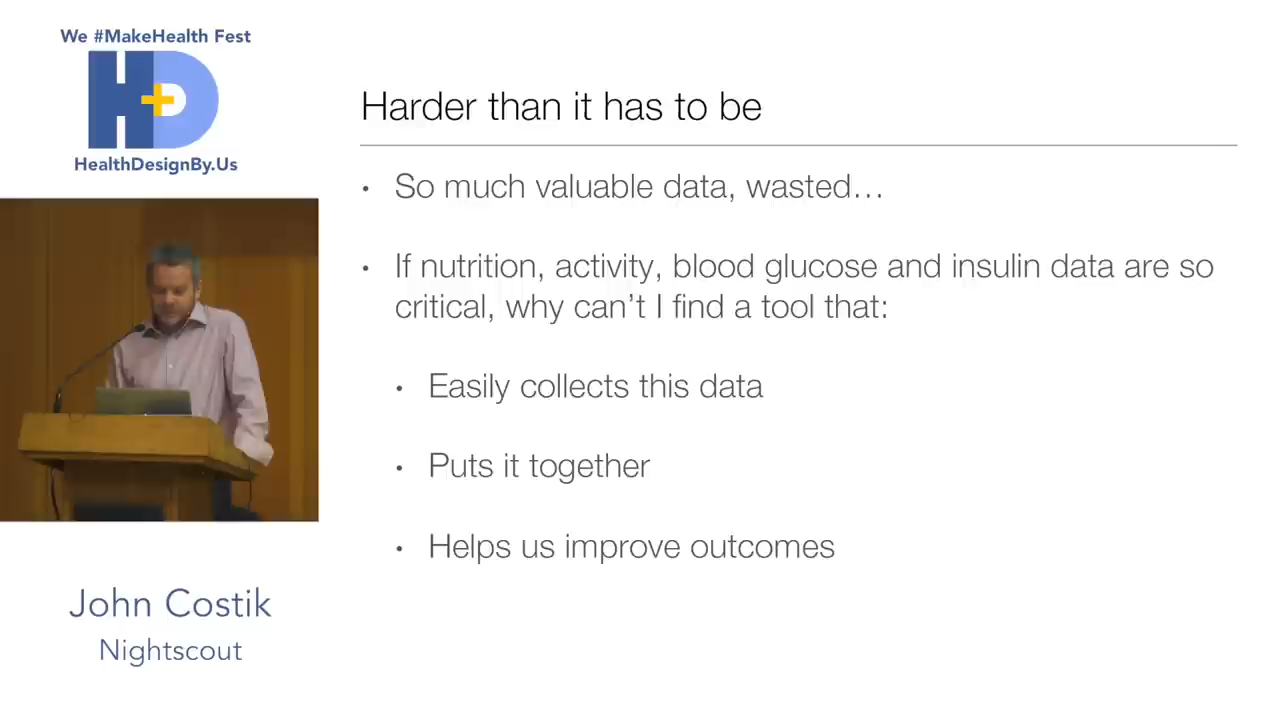 We #MakeHealth Fest
H+D
HealthDesignBy.Us
John Costik
Nightscout
Harder than it has to be
• So much valuable data, wasted…
• If nutrition, activity, blood glucose and insulin data are so
critical, why can’t I find a tool that:
• Easily collects this data
• Puts it together
• Helps us improve outcomes